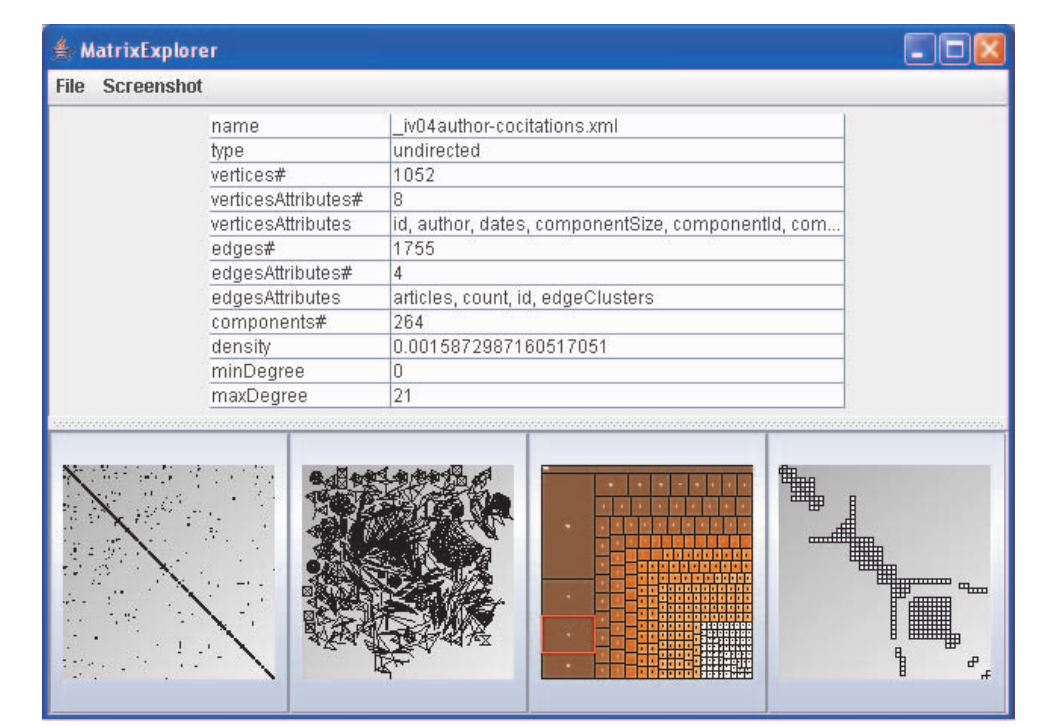 MatrixExplorer
File Screenshot
name _iv04author-cocitations.xml
type undirected
vertices# 1052
verticesAttributes# 8
verticesAttributes id, author, dates, componentSize, componentId, com...
edges# 1755
edgesAttributes# 4
edgesAttributes articles, count, id, edgeClusters
components# 264
density 0.0015872987160517051
minDegree 0
maxDegree 21